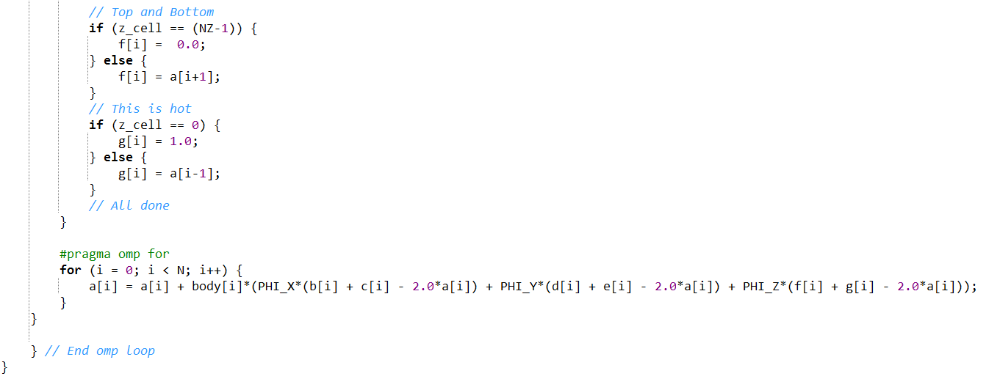 // Top and Bottom
if (z_cell == (NZ-1)) {
f[i] =  0.0;
} else {
f[i] = a[i+1];
}
// This is hot
if (z_cell == 0) {
g[i] = 1.0;
} else {
g[i] = a[i-1];
}
// All done
}
#pragma omp for
for (i = 0; i < N; i++) {
a[i] = a[i] + body[i]*(PHI_X*(b[i] + c[i] - 2.0*a[i]) + PHI_Y*(d[i] + e[i] - 2.0*a[i]) + PHI_Z*(f[i] + g[i] - 2.0*a[i]));
}
}
} // End omp loop
}